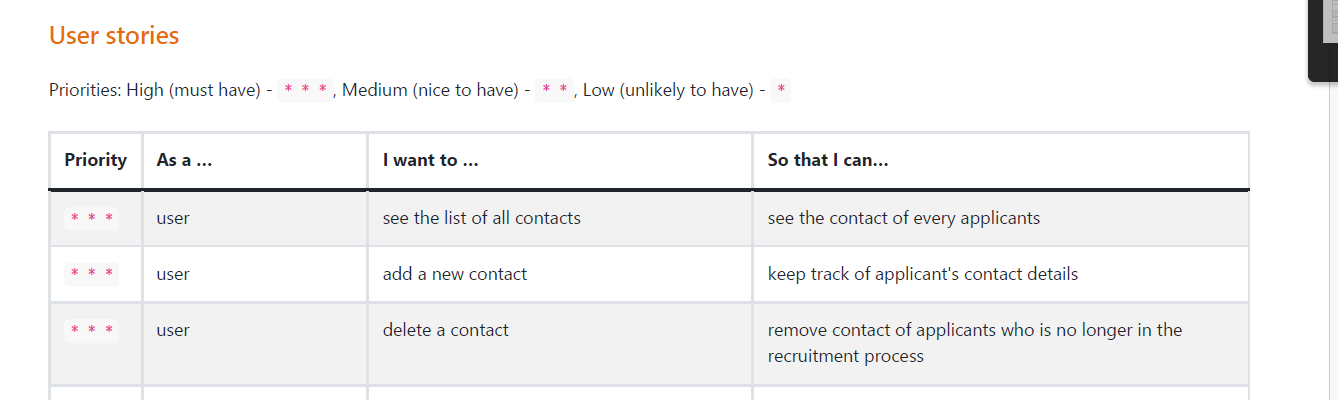 User stories
Priorities: High (must have) - * * *, Medium (nice to have) - * *, Low (unlikely to have) - *
Priority As a … I want to … So that I can…
* * * user see the list of all contacts see the contact of every applicants
* * * user add a new contact keep track of applicant's contact details
* * * user delete a contact remove contact of applicants who is no longer in the
recruitment process